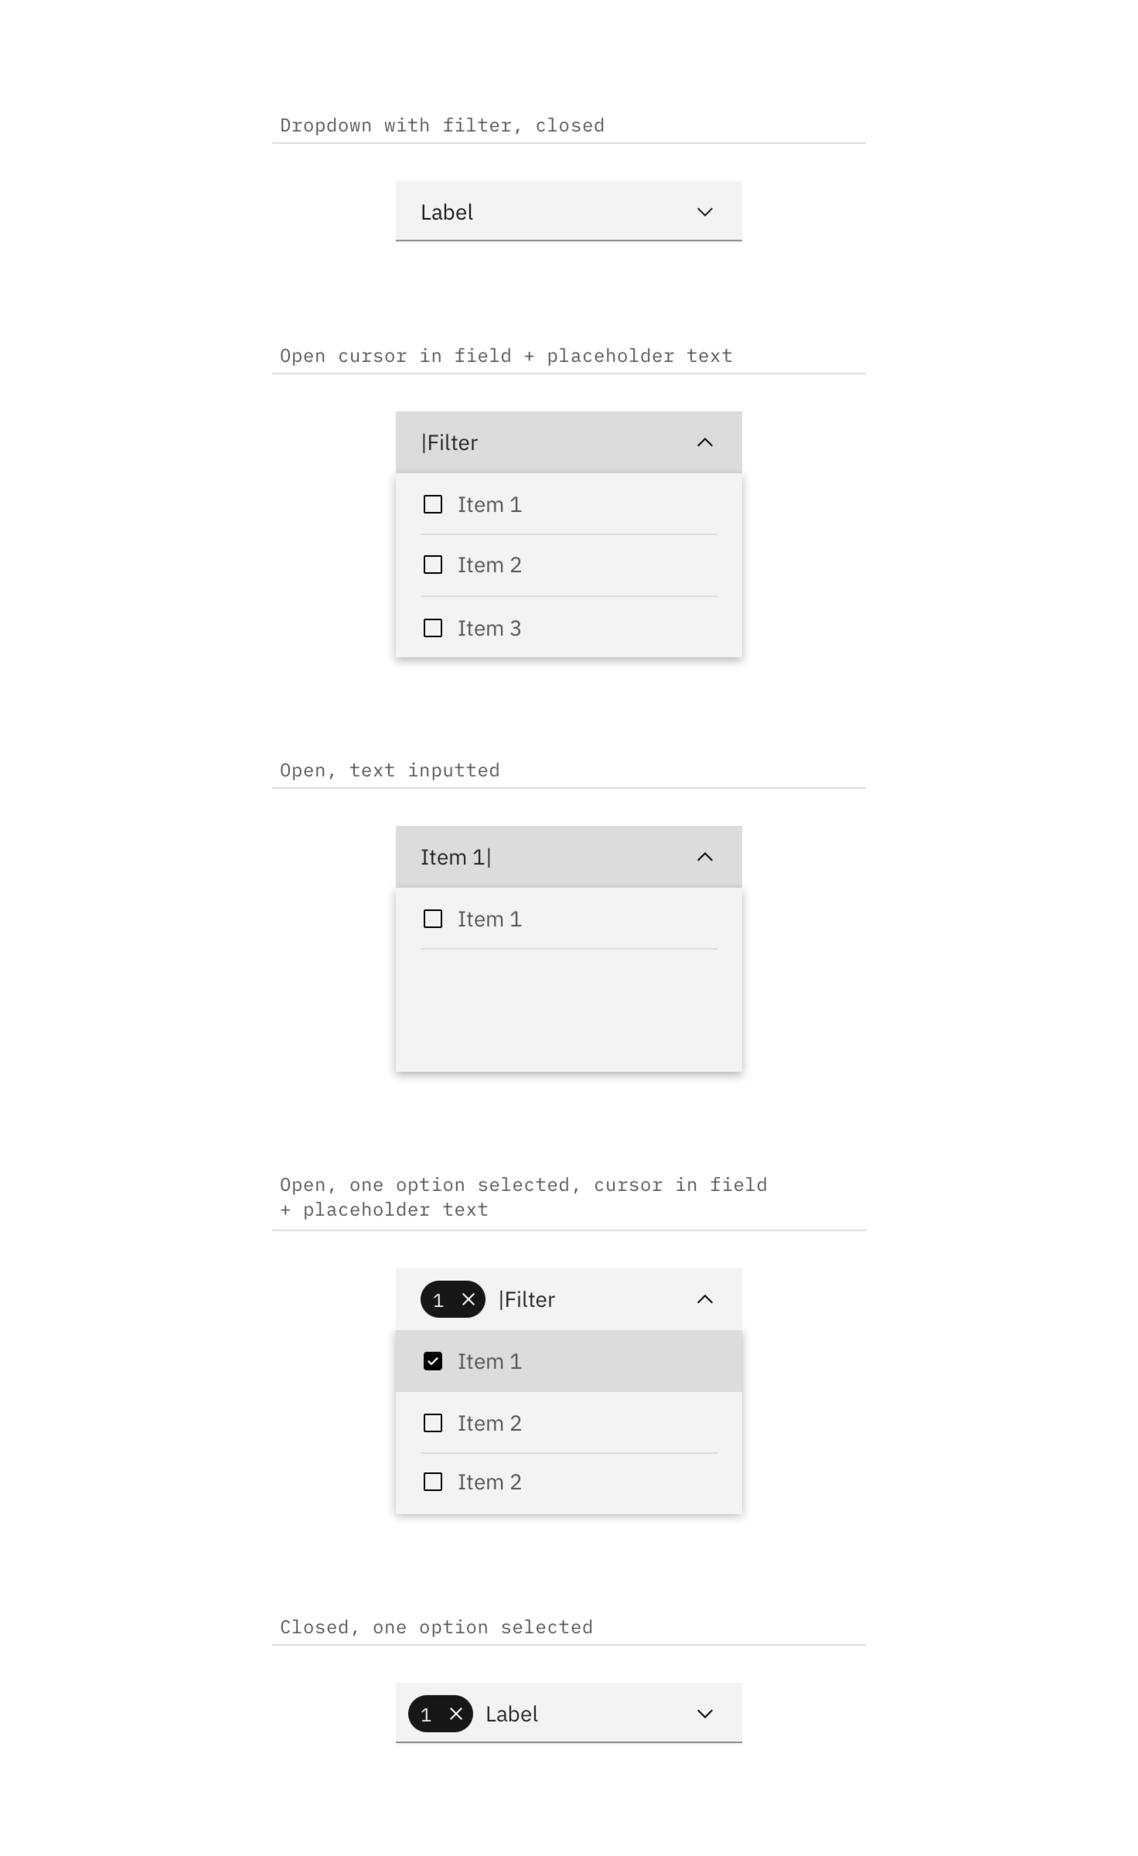 Dropdown with filter, closed
Label
Open cursor in field + placeholder text
|Filter
Item 1
Item 2
Item 3
Open, text inputted
Item 1|
Item 1
Open, one option selected, cursor in field
+ placeholder text
1 × |Filter
Item 1
Item 2
Item 2
Closed, one option selected
1 × Label